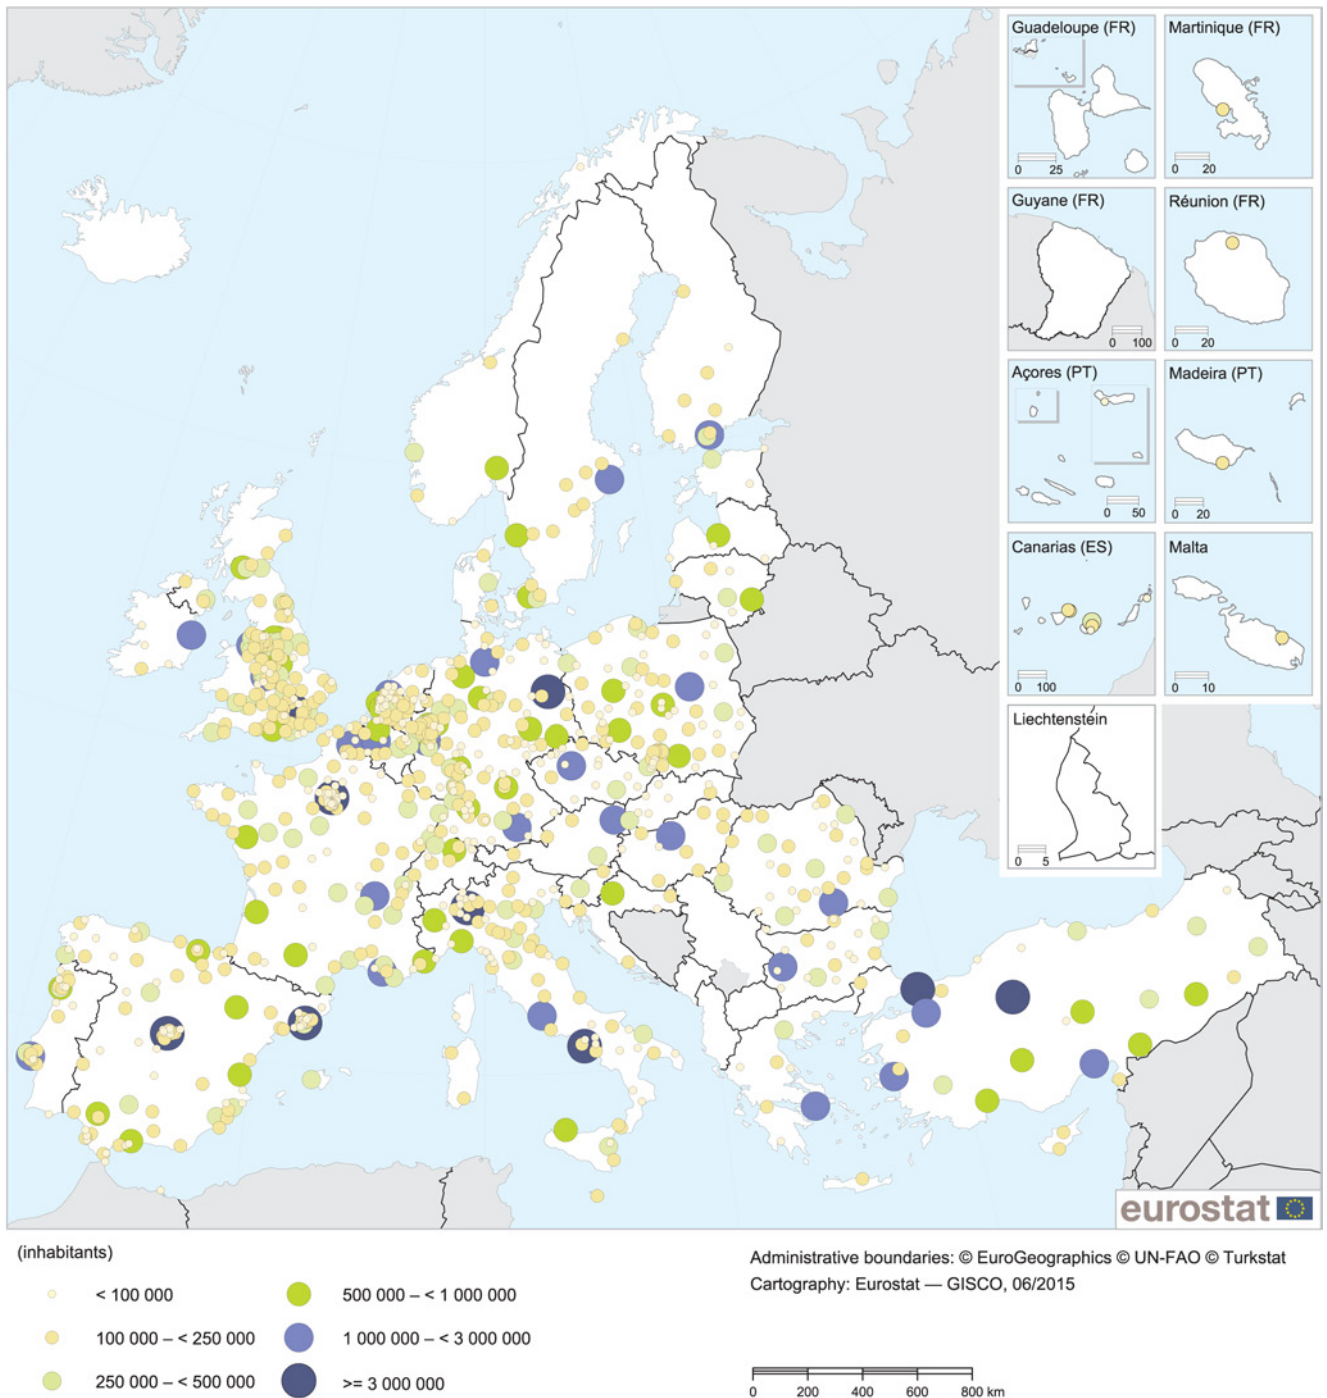 Guadeloupe (FR)
0 25
Martinique (FR)
0 20
Guyane (FR)
0 100
Réunion (FR)
0 20
Açores (PT)
0 50
Madeira (PT)
0 20
Canarias (ES)
0 100
Malta
0 10
Liechtenstein
0 5
eurostat
(inhabitants)
< 100 000
100 000 – < 250 000
250 000 – < 500 000
500 000 – < 1 000 000
1 000 000 – < 3 000 000
>= 3 000 000
Administrative boundaries: © EuroGeographics © UN-FAO © Turkstat
Cartography: Eurostat — GISCO, 06/2015
0 200 400 600 800 km